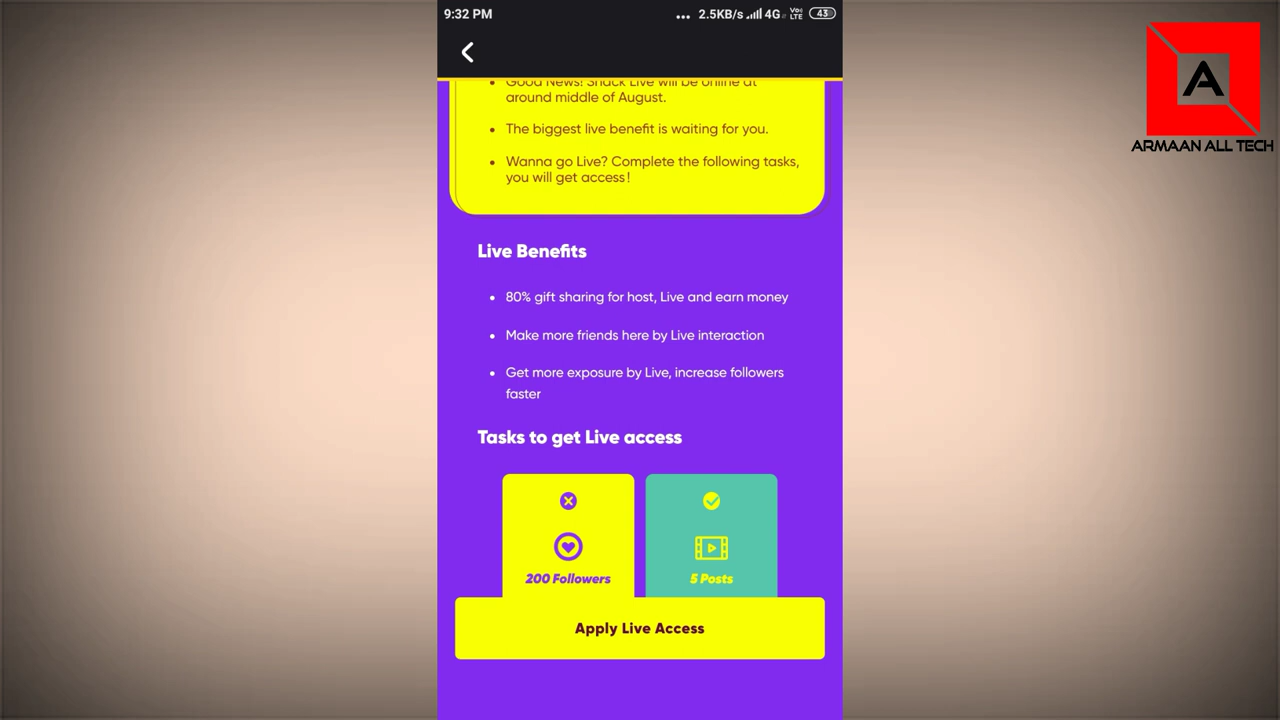 9:32 PM
... 2.5KB/s 4G Vo) LTE 43
A
ARMAAN ALL TECH
Good News! Snack Live will be online at
around middle of August.
The biggest live benefit is waiting for you.
Wanna go Live? Complete the following tasks,
you will get access!
Live Benefits
80% gift sharing for host, Live and earn money
Make more friends here by Live interaction
Get more exposure by Live, increase followers
faster
Tasks to get Live access
200 Followers
5 Posts
Apply Live Access